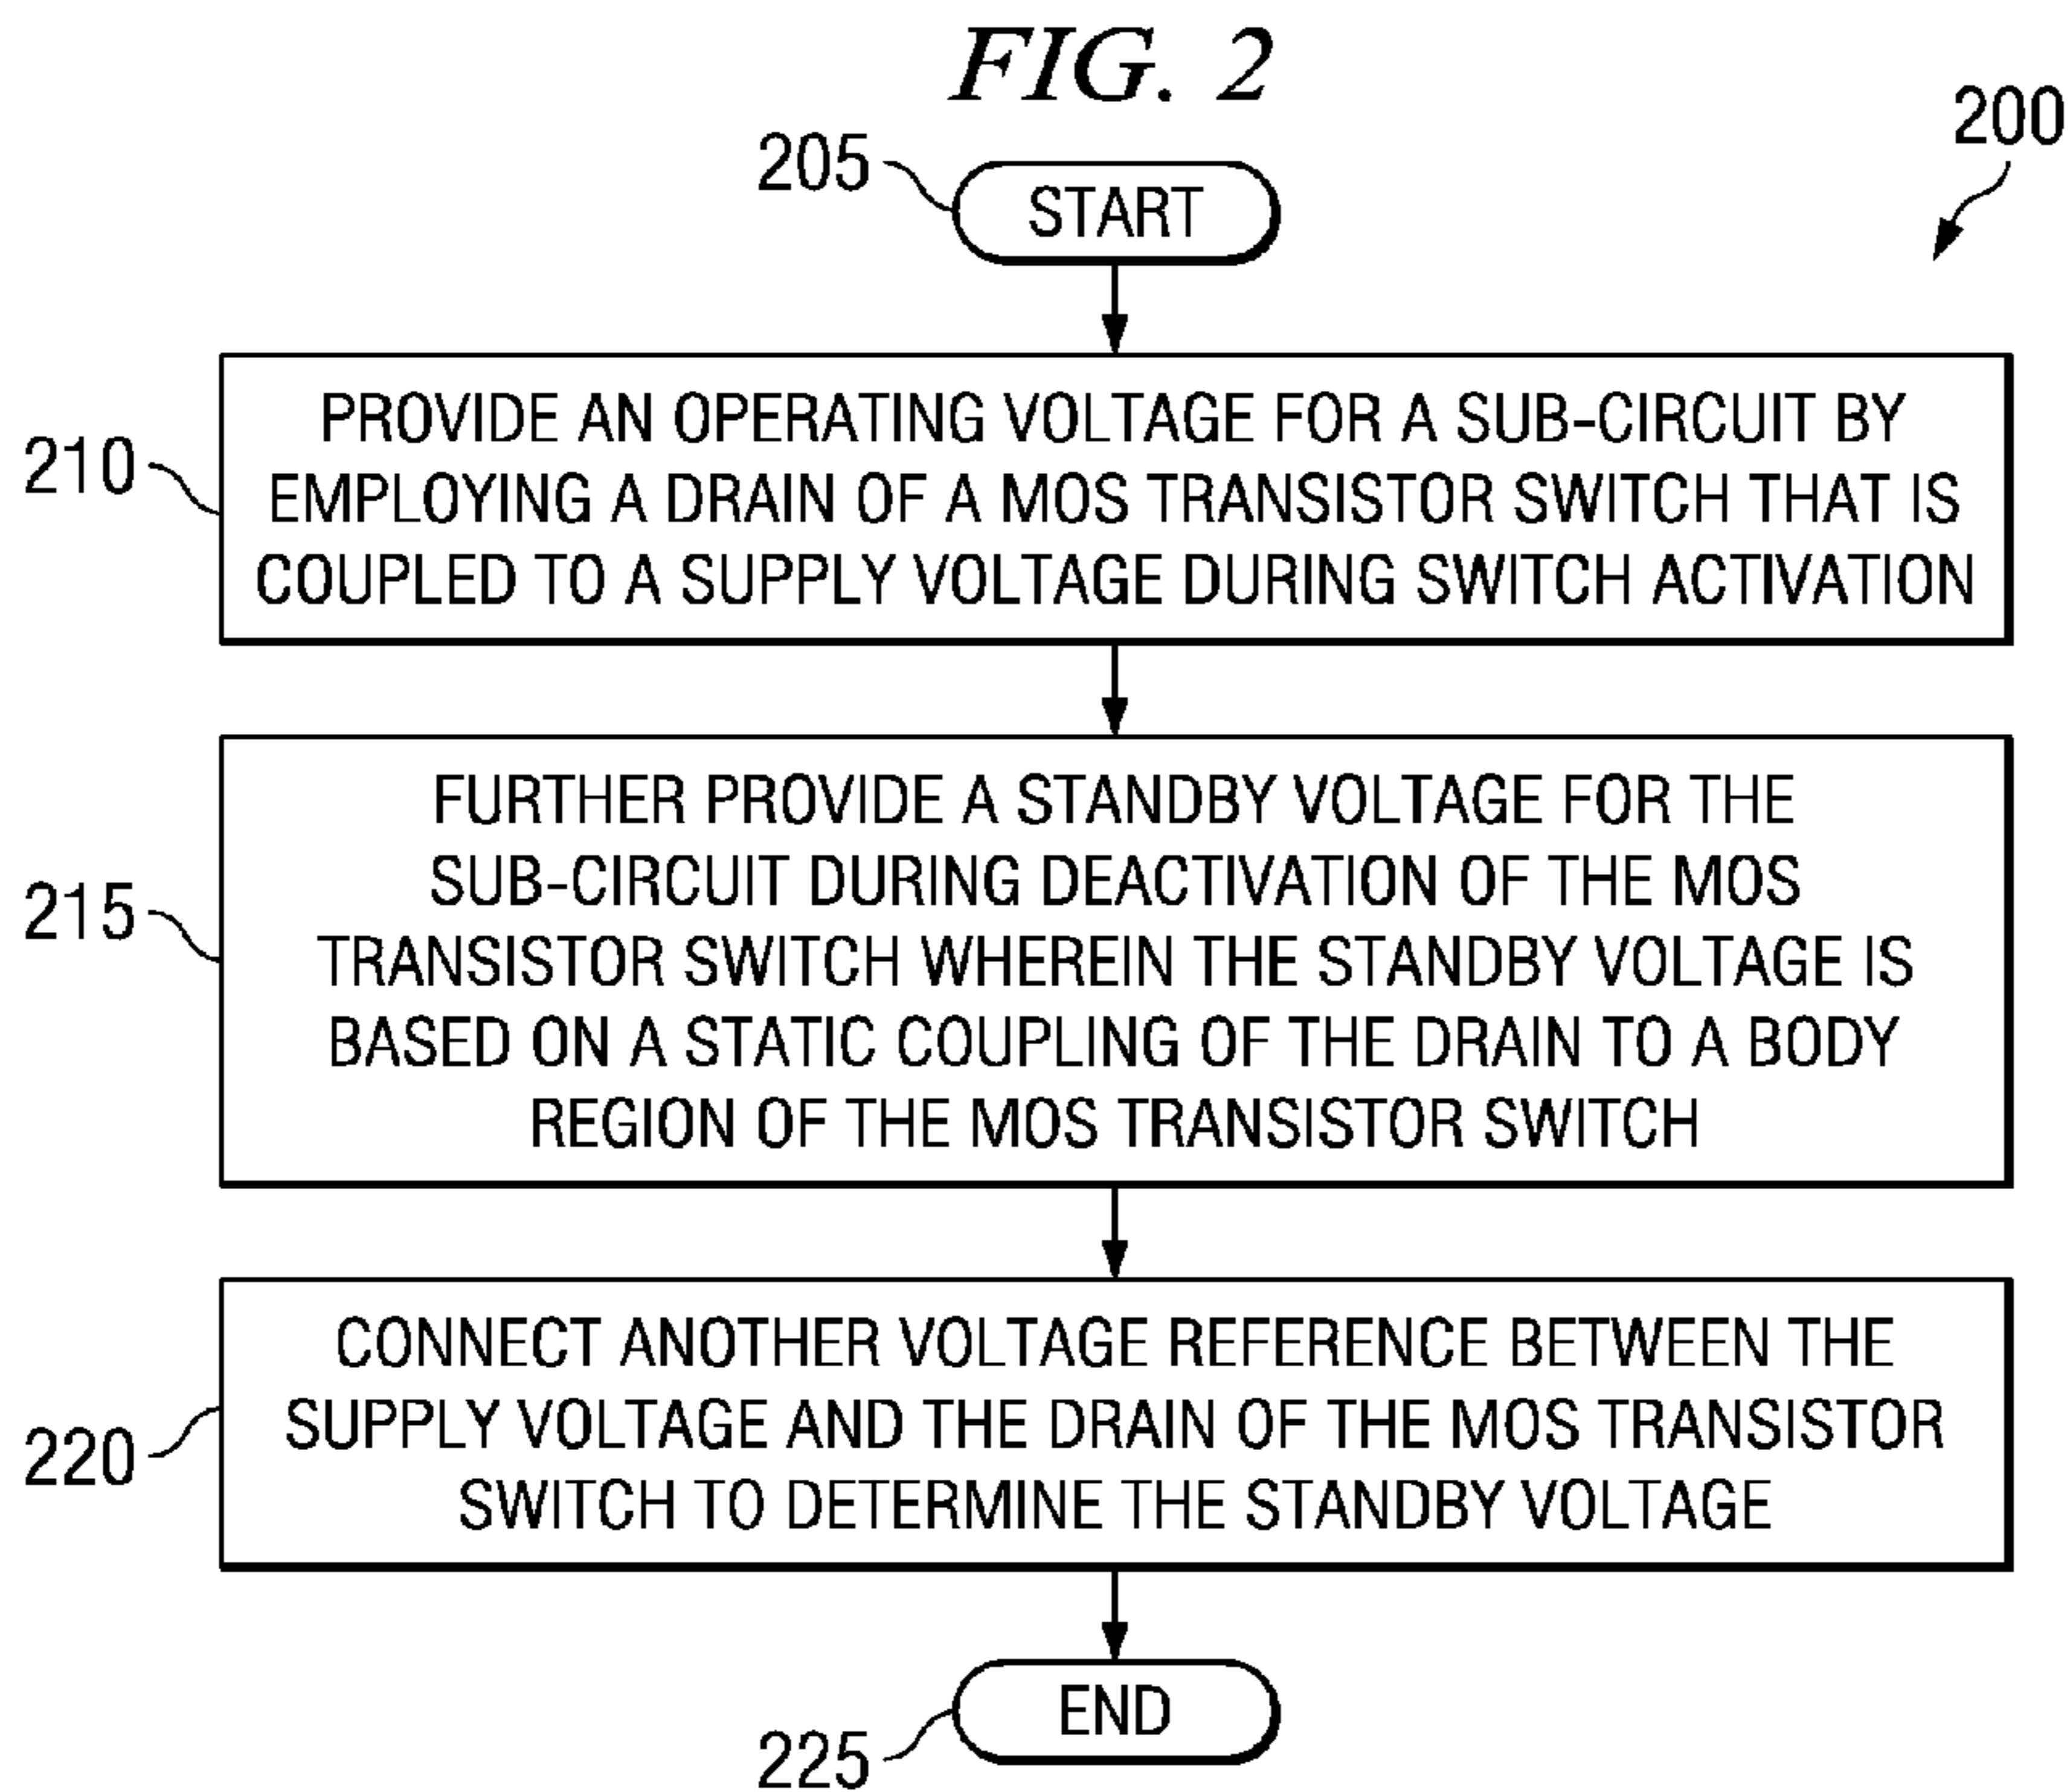 FIG. 2
200
205
START
210
PROVIDE AN OPERATING VOLTAGE FOR A SUB-CIRCUIT BY
EMPLOYING A DRAIN OF A MOS TRANSISTOR SWITCH THAT IS
COUPLED TO A SUPPLY VOLTAGE DURING SWITCH ACTIVATION
215
FURTHER PROVIDE A STANDBY VOLTAGE FOR THE
SUB-CIRCUIT DURING DEACTIVATION OF THE MOS
TRANSISTOR SWITCH WHEREIN THE STANDBY VOLTAGE IS
BASED ON A STATIC COUPLING OF THE DRAIN TO A BODY
REGION OF THE MOS TRANSISTOR SWITCH
220
CONNECT ANOTHER VOLTAGE REFERENCE BETWEEN THE
SUPPLY VOLTAGE AND THE DRAIN OF THE MOS TRANSISTOR
SWITCH TO DETERMINE THE STANDBY VOLTAGE
END
225